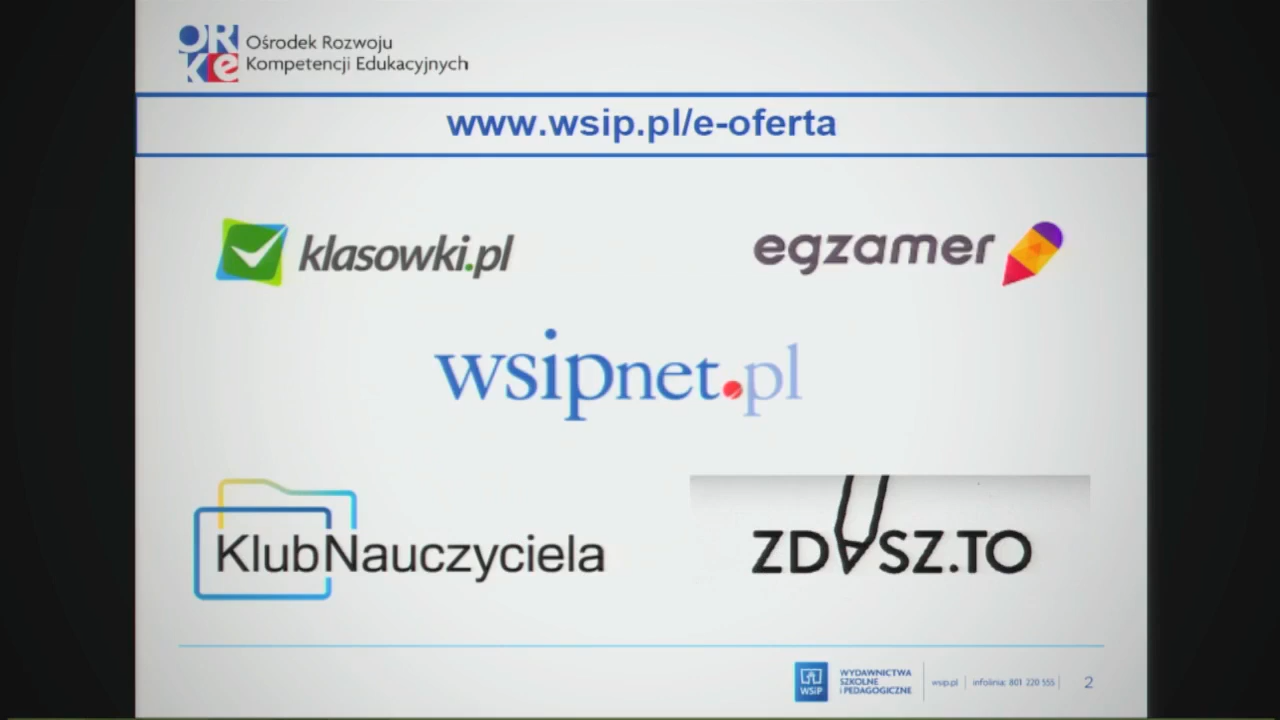 ORKe Ośrodek Rozwoju
Kompetencji Edukacyjnych
www.wsip.pl/e-oferta
klasowki.pl
egzamer
wsipnet.pl
KlubNauczyciela
ZDASZ.TO
WSiP
WYDAWNICTWA
SZKOLNE
i PEDAGOGICZNE
wsip.pl | infolinia: 801 220 555 | 2